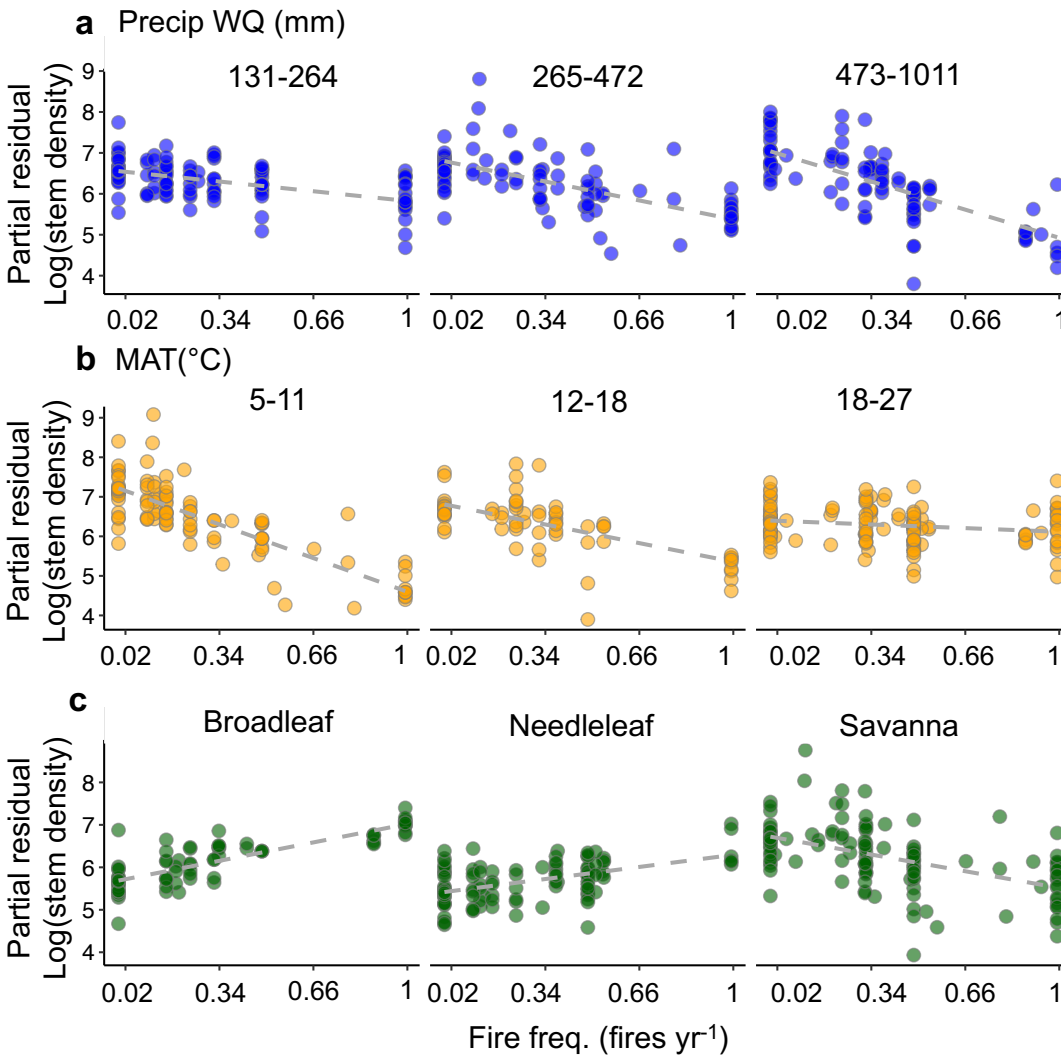 a Precip WQ (mm)
131-264 265-472 473-1011
Partial residual
Log(stem density)
9
8
7
6
5
4
0.02 0.34 0.66 1 0.02 0.34 0.66 1 0.02 0.34 0.66 1
b MAT(°C)
5-11 12-18 18-27
Partial residual
Log(stem density)
9
8
7
6
5
4
0.02 0.34 0.66 1 0.02 0.34 0.66 1 0.02 0.34 0.66 1
c
Broadleaf Needleleaf Savanna
Partial residual
Log(stem density)
8
7
6
5
4
0.02 0.34 0.66 1 0.02 0.34 0.66 1 0.02 0.34 0.66 1
Fire freq. (fires yr⁻¹)